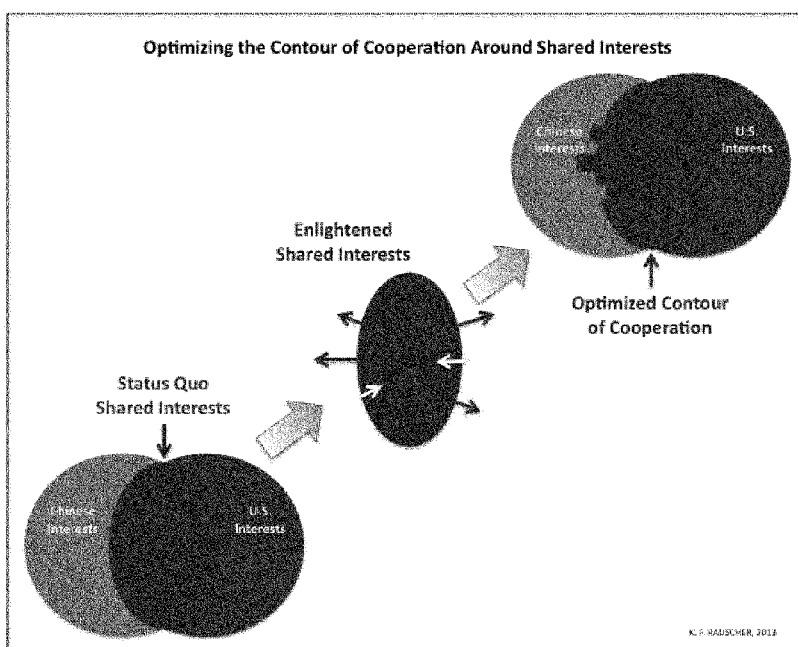 Optimizing the Contour of Cooperation Around Shared Interests
Chinese
Interests
U.S
Interests
Enlightened
Shared Interests
Optimized Contour
of Cooperation
Status Quo
Shared Interests
Chinese
Interests
U.S
Interests
K. F. RAUSCHER, 2013